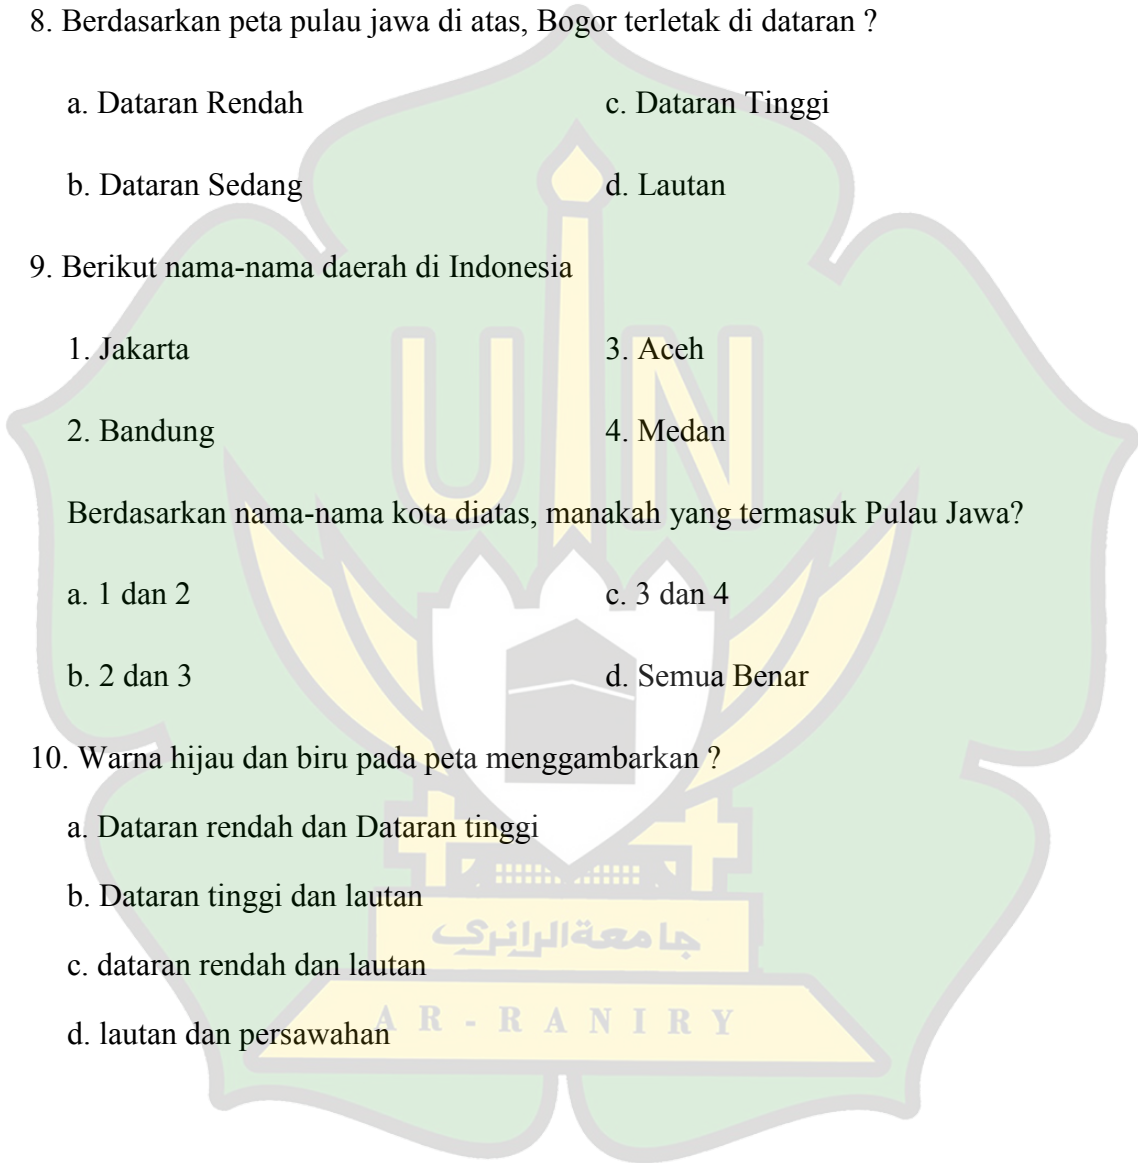 8. Berdasarkan peta pulau jawa di atas, Bogor terletak di dataran ?
a. Dataran Rendah
c. Dataran Tinggi
b. Dataran Sedang
d. Lautan
9. Berikut nama-nama daerah di Indonesia
1. Jakarta
3. Aceh
2. Bandung
4. Medan
Berdasarkan nama-nama kota diatas, manakah yang termasuk Pulau Jawa?
a. 1 dan 2
c. 3 dan 4
b. 2 dan 3
d. Semua Benar
10. Warna hijau dan biru pada peta menggambarkan ?
a. Dataran rendah dan Dataran tinggi
b. Dataran tinggi dan lautan
c. dataran rendah dan lautan
d. lautan dan persawahan
UIN
جامعةالرانري
AR-RANIRY